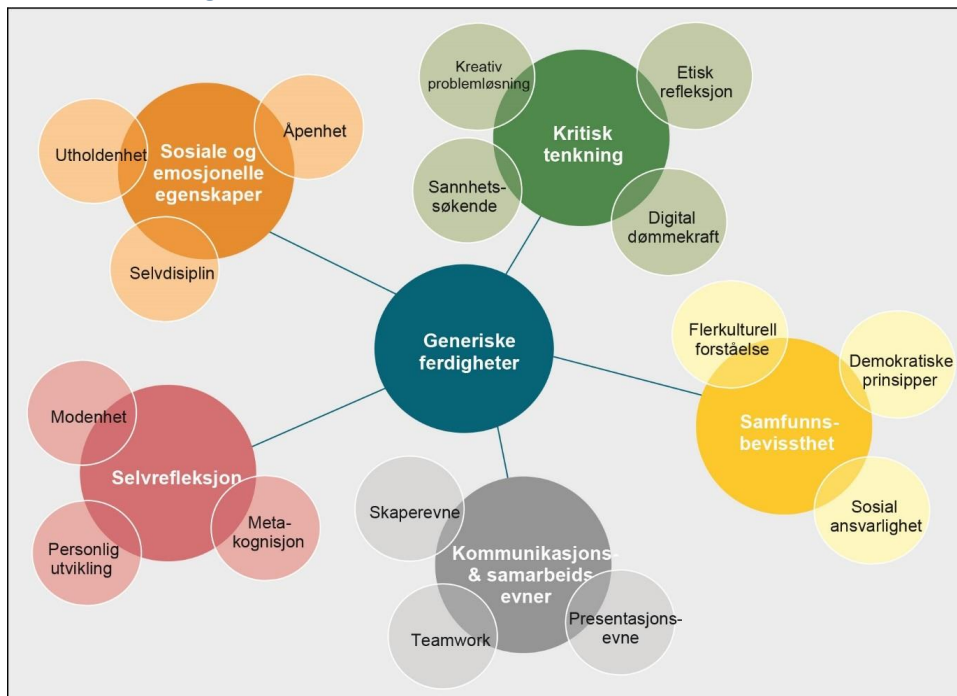 Kreativ
problemløsning
Etisk
refleksjon
Kritisk
tenkning
Sannhets-
søkende
Digital
dømmekraft
Åpenhet
Utholdenhet
Sosiale og
emosjonelle
egenskaper
Selvdisiplin
Generiske
ferdigheter
Flerkulturell
forståelse
Demokratiske
prinsipper
Samfunns-
bevissthet
Sosial
ansvarlighet
Modenhet
Selvrefleksjon
Meta-
kognisjon
Personlig
utvikling
Skaperevne
Kommunikasjons-
& samarbeids
evner
Teamwork
Presentasjons-
evne